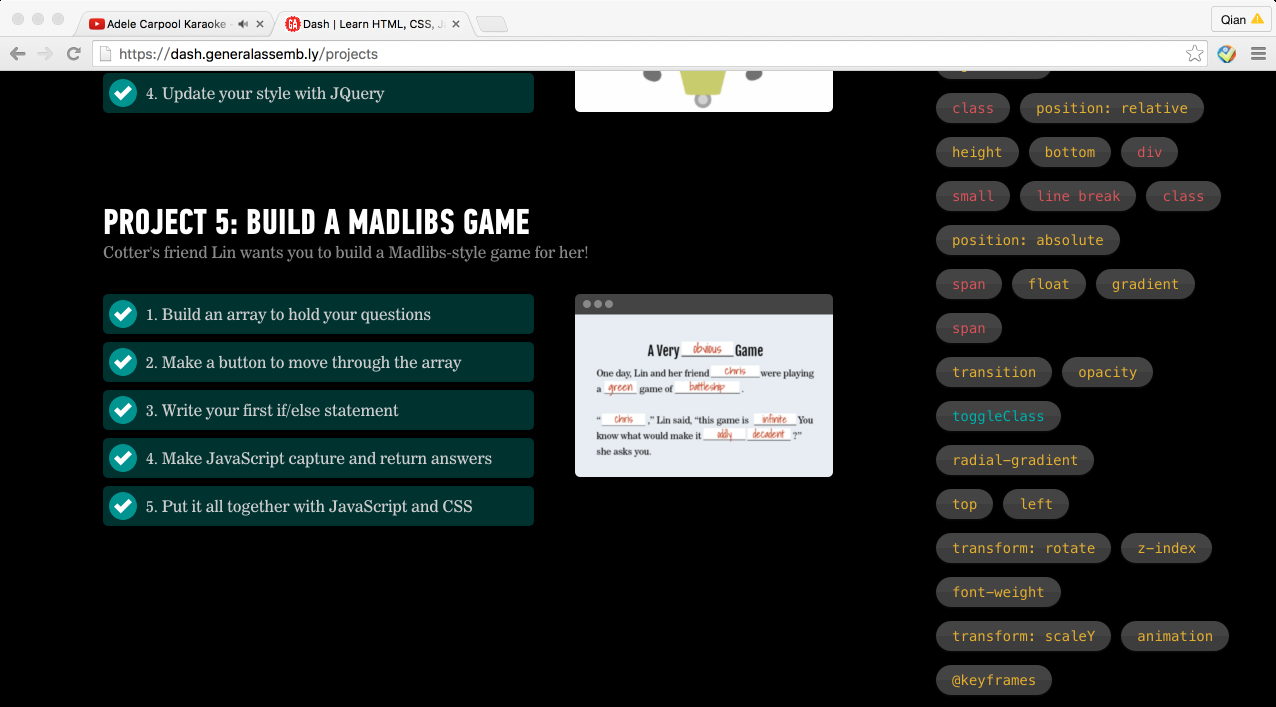 Adele Carpool Karaoke -
Dash | Learn HTML, CSS, J
Qian
https://dash.generalassemb.ly/projects
4. Update your style with JQuery
PROJECT 5: BUILD A MADLIBS GAME
Cotter's friend Lin wants you to build a Madlibs-style game for her!
1. Build an array to hold your questions
2. Make a button to move through the array
3. Write your first if/else statement
4. Make JavaScript capture and return answers
5. Put it all together with JavaScript and CSS
A Very obvious Game
One day, Lin and her friend chris were playing
a green game of battleship .
“ chris ,” Lin said, “this game is infinite You
know what would make it oddly decadent ?”
she asks you.
class position: relative
height bottom div
small line break class
position: absolute
span float gradient
span
transition opacity
toggleClass
radial-gradient
top left
transform: rotate z-index
font-weight
transform: scaleY animation
@keyframes